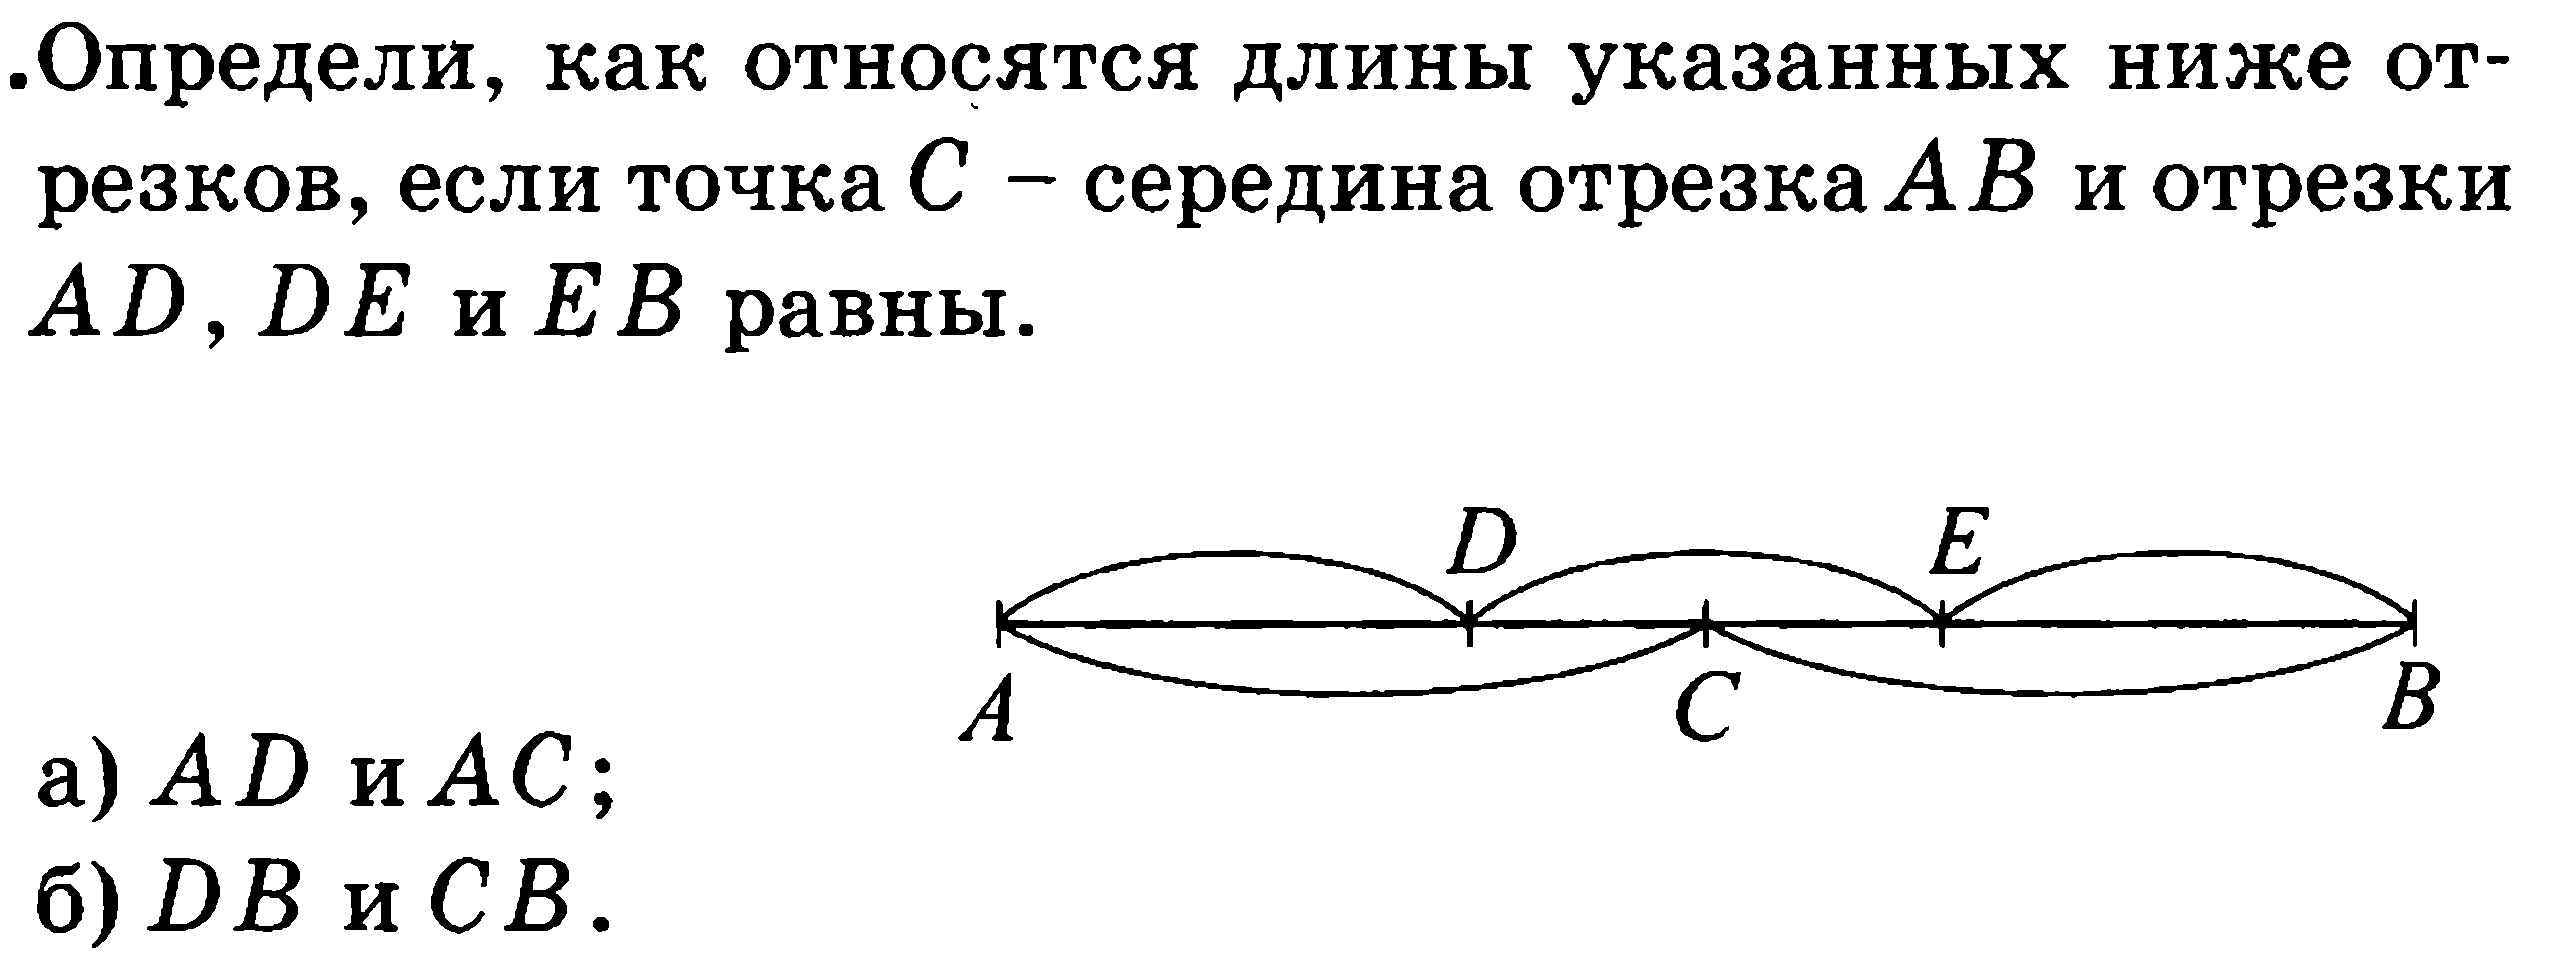 .Определи, как относятся длины указанных ниже от-
резков, если точка C – середина отрезка AB и отрезки
AD, DE и EB равны.
D E
A C B
а) AD и AC;
б) DB и CB.